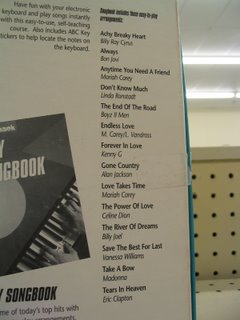 Have fun with your electronic
keyboard and play songs instantly
with this easy-to-use, self-teaching
course. Also includes ABC Key
Stickers to help locate the notes on
the keyboard.
SONGBOOK
SONGBOOK
ome of today's top hits with
Songbook includes these easy-to-play
arrangements:
Achy Breaky Heart
Billy Ray Cyrus
Always
Bon Jovi
Anytime You Need A Friend
Mariah Carey
Don't Know Much
Linda Ronstadt
The End Of The Road
Boyz II Men
Endless Love
M. Carey/L. Vandross
Forever In Love
Kenny G
Gone Country
Alan Jackson
Love Takes Time
Mariah Carey
The Power Of Love
Celine Dion
The River Of Dreams
Billy Joel
Save The Best For Last
Vanessa Williams
Take A Bow
Madonna
Tears In Heaven
Eric Clapton